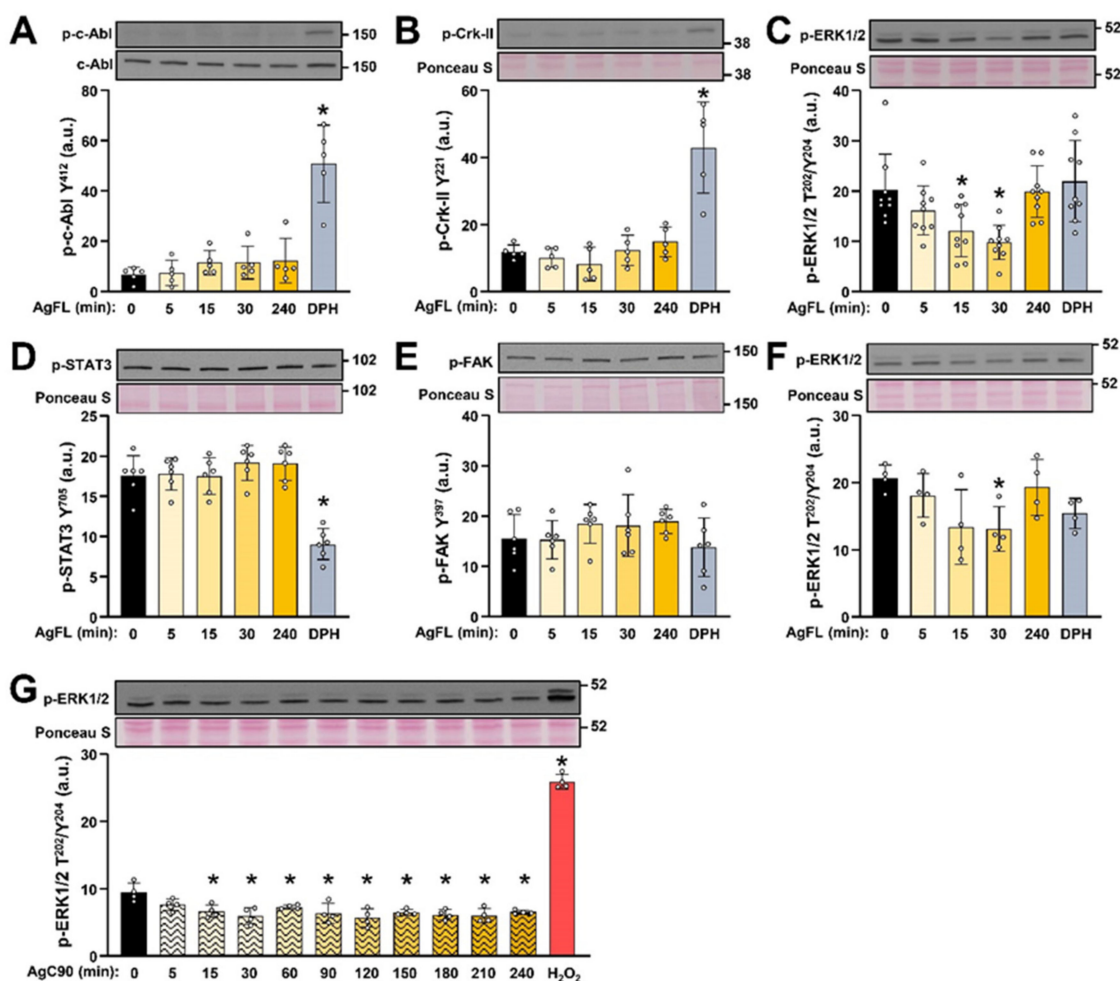 A
p-c-Abl
150
c-Abl
150
p-c-Abl Y⁴¹² (a.u.)
80
60
40
20
0
*
AgFL (min): 0 5 15 30 240 DPH
B
p-Crk-II
38
Ponceau S
38
p-Crk-II Y²²¹ (a.u.)
60
40
20
0
*
AgFL (min): 0 5 15 30 240 DPH
C
p-ERK1/2
52
Ponceau S
52
p-ERK1/2 T²⁰²/Y²⁰⁴ (a.u.)
40
30
20
10
0
* *
AgFL (min): 0 5 15 30 240 DPH
D
p-STAT3
102
Ponceau S
102
p-STAT3 Y⁷⁰⁵ (a.u.)
25
20
15
10
5
0
*
AgFL (min): 0 5 15 30 240 DPH
E
p-FAK
150
Ponceau S
150
p-FAK Y³⁹⁷ (a.u.)
40
30
20
10
0
AgFL (min): 0 5 15 30 240 DPH
F
p-ERK1/2
52
Ponceau S
52
p-ERK1/2 T²⁰²/Y²⁰⁴ (a.u.)
30
20
10
0
*
AgFL (min): 0 5 15 30 240 DPH
G
p-ERK1/2
52
Ponceau S
52
p-ERK1/2 T²⁰²/Y²⁰⁴ (a.u.)
30
20
10
0
* * * * * * * * * *
AgC90 (min): 0 5 15 30 60 90 120 150 180 210 240 H₂O₂